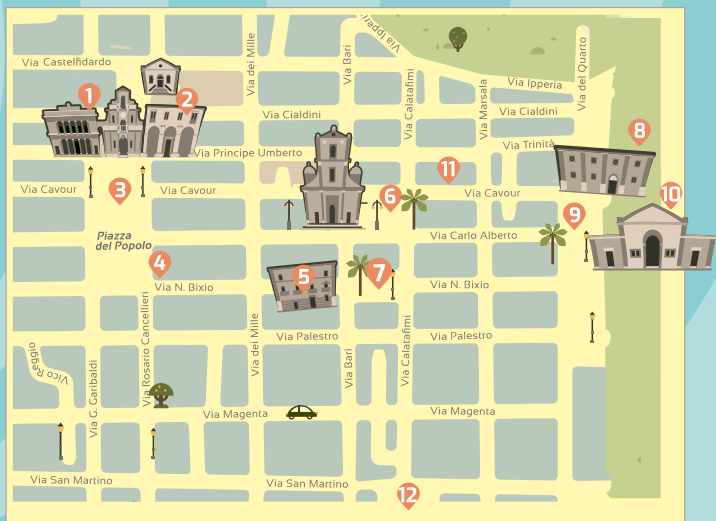 Via Ipperia
Via Castelfidardo
Via dei Mille
Via Bari
Via Calatafimi
Via Marsala
Via Ipperia
Via del Quarto
1
2
Via Cialdini
Via Cialdini
Via Principe Umberto
Via Trinità
8
11
Via Cavour
3
Via Cavour
6
Via Cavour
10
9
Piazza
del Popolo
Via Carlo Alberto
4
5
7
Via N. Bixio
Via N. Bixio
Via Rosario Cancellieri
Via dei Mille
Via Palestro
Via Bari
Via Calatafimi
Via Palestro
Vico Reggio
Via G. Garibaldi
Via Magenta
Via Magenta
Via San Martino
Via San Martino
12